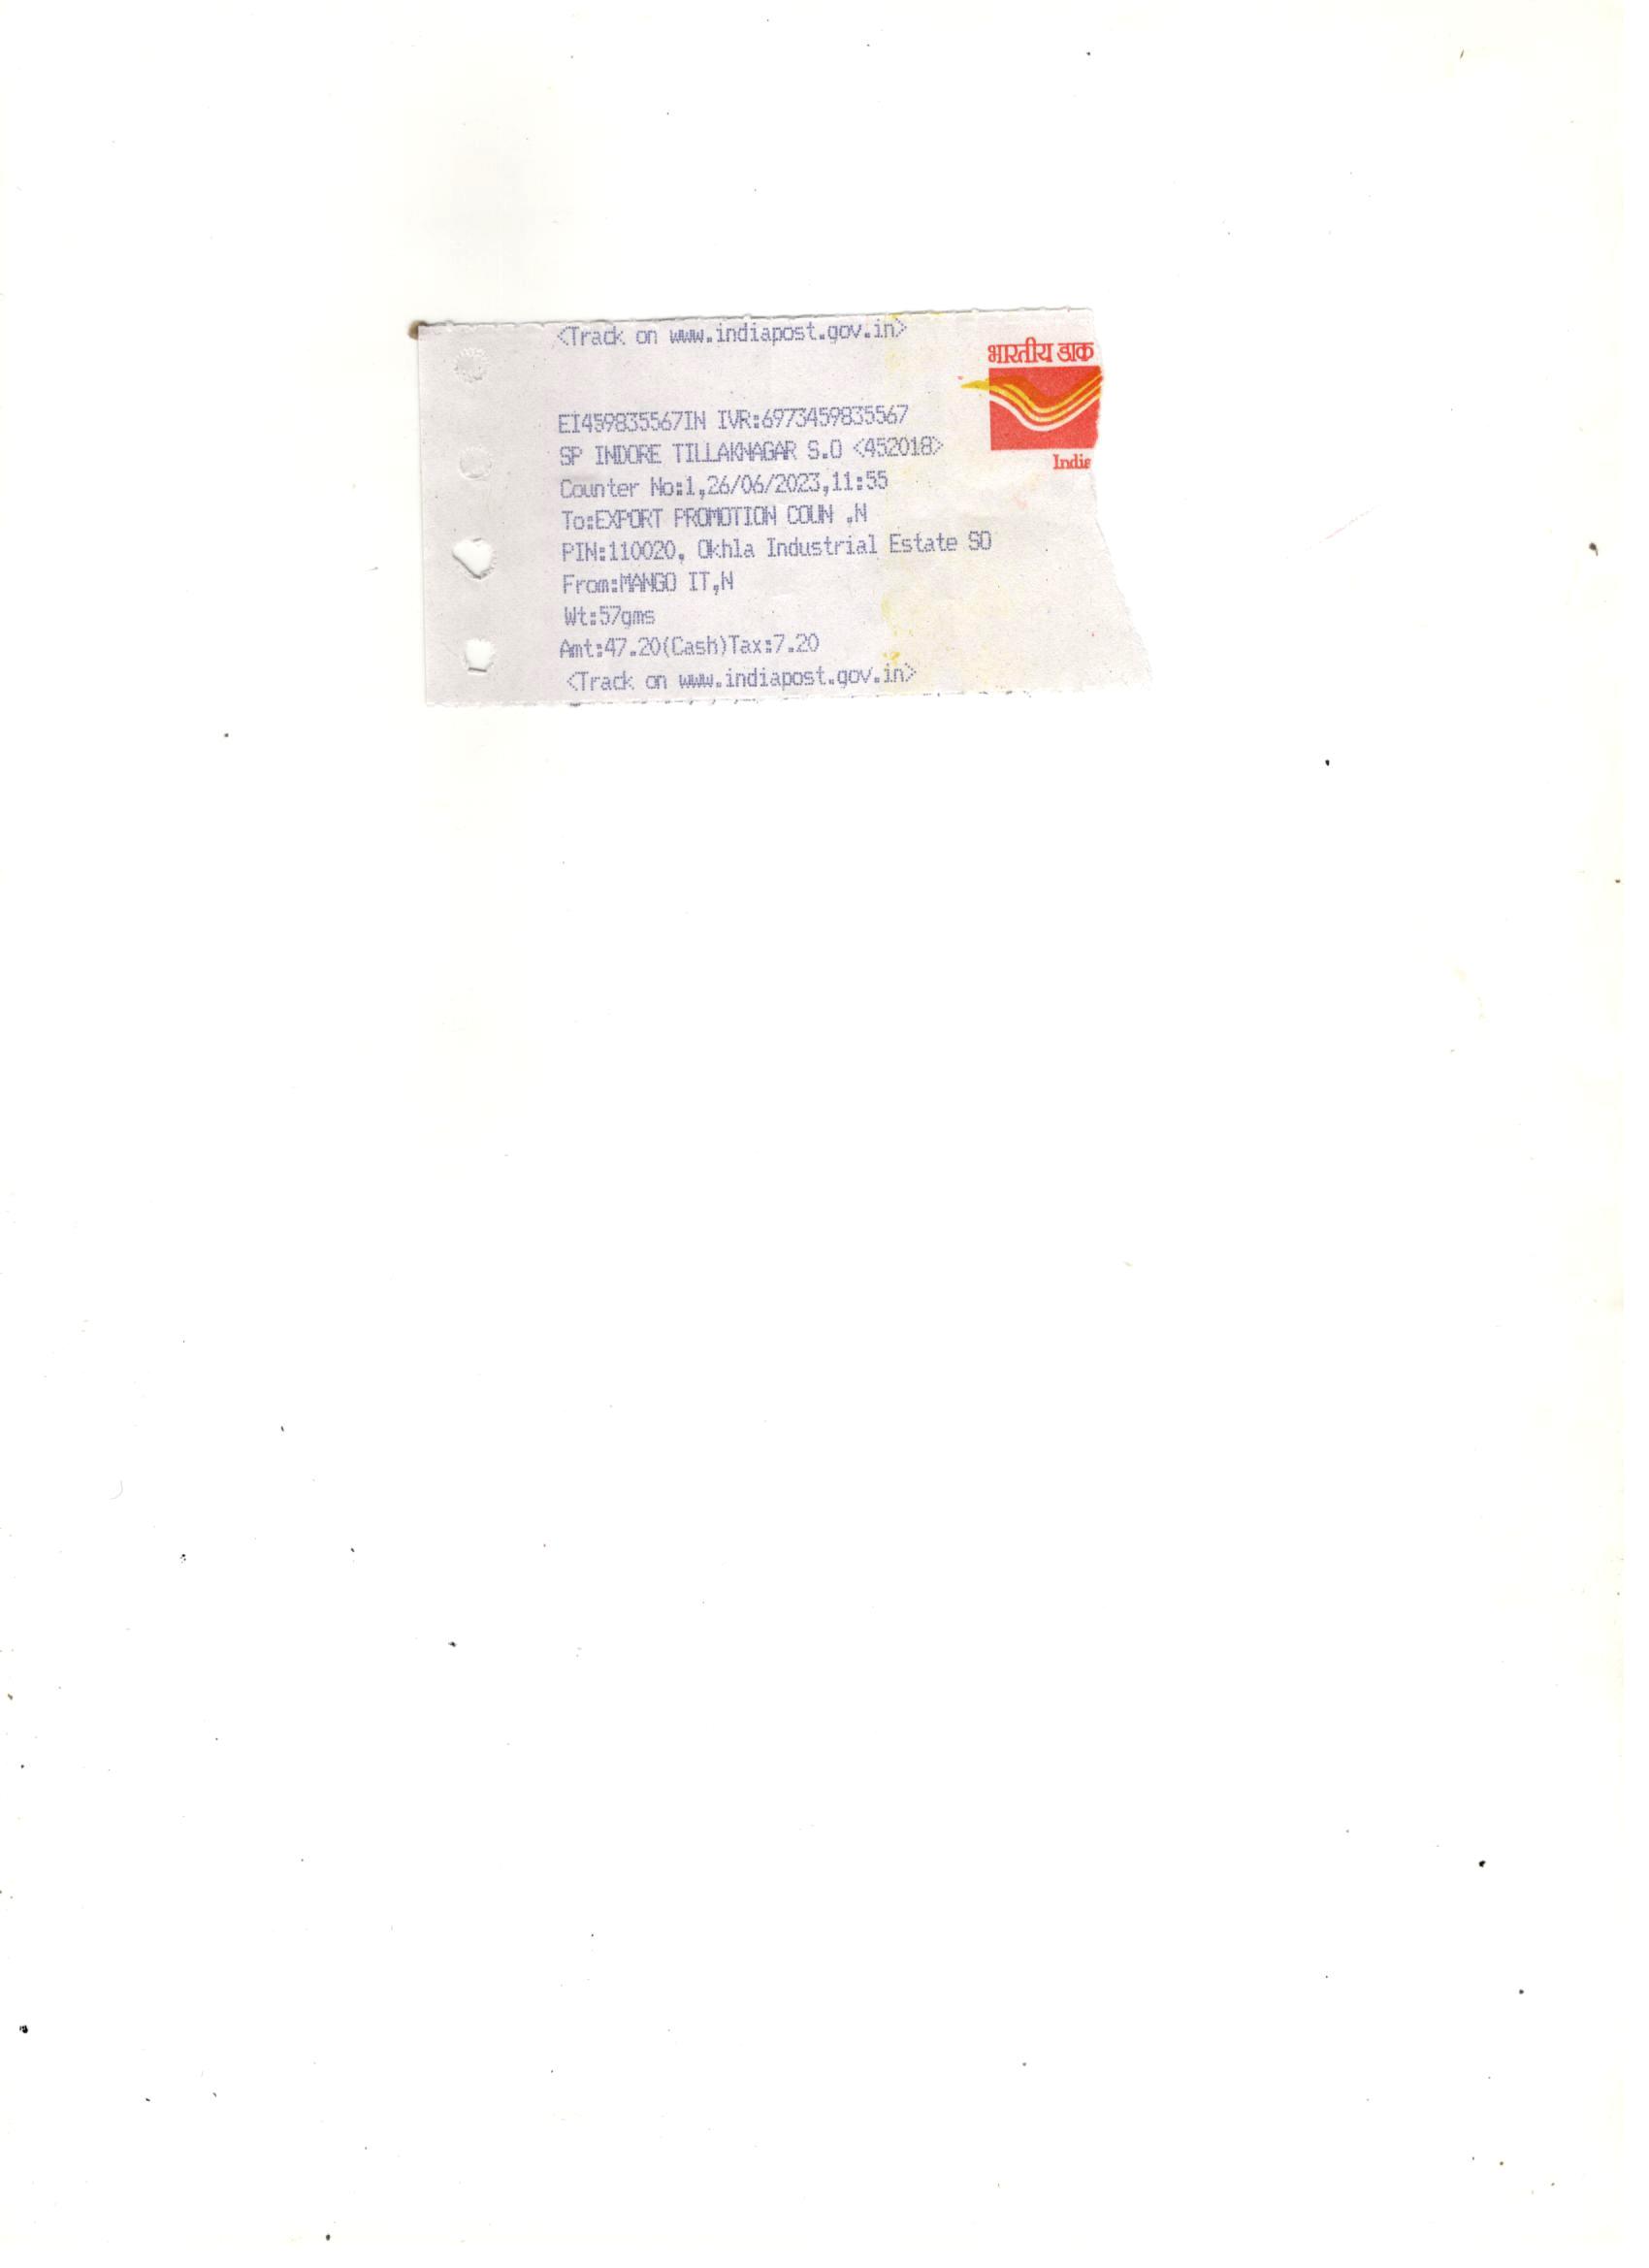 <Track on www.indiapost.gov.in>
भारतीय डाक
EI459835567IN IVR:6973459835567
SP INDORE TILLAKNAGAR S.O <452018>
India
Counter No:1,26/06/2023,11:55
To:EXPORT PROMOTION COUN ,N
PIN:110020, Okhla Industrial Estate SO
From:MANGO IT,N
Wt:57gms
Amt:47.20(Cash)Tax:7.20
<Track on www.indiapost.gov.in>